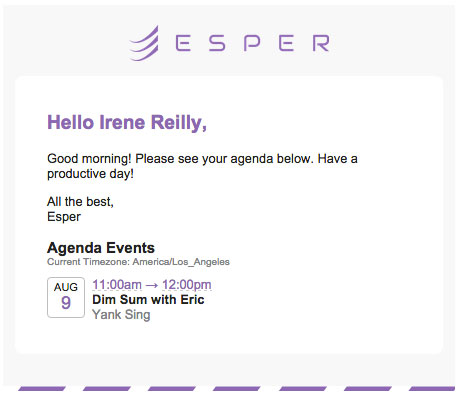 ESPER
Hello Irene Reilly,
Good morning! Please see your agenda below. Have a
productive day!
All the best,
Esper
Agenda Events
Current Timezone: America/Los_Angeles
AUG
9
11:00am → 12:00pm
Dim Sum with Eric
Yank Sing